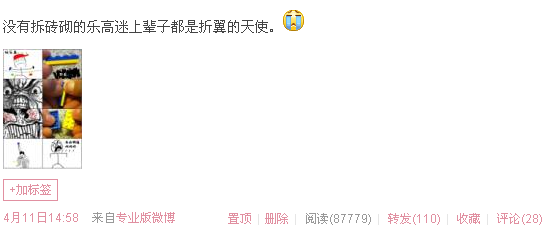 没有拆砖砌的乐高迷上辈子都是折翼的天使。
+加标签
4月11日14:58 来自专业版微博 置顶 | 删除 | 阅读(87779) | 转发(110) | 收藏 | 评论(28)